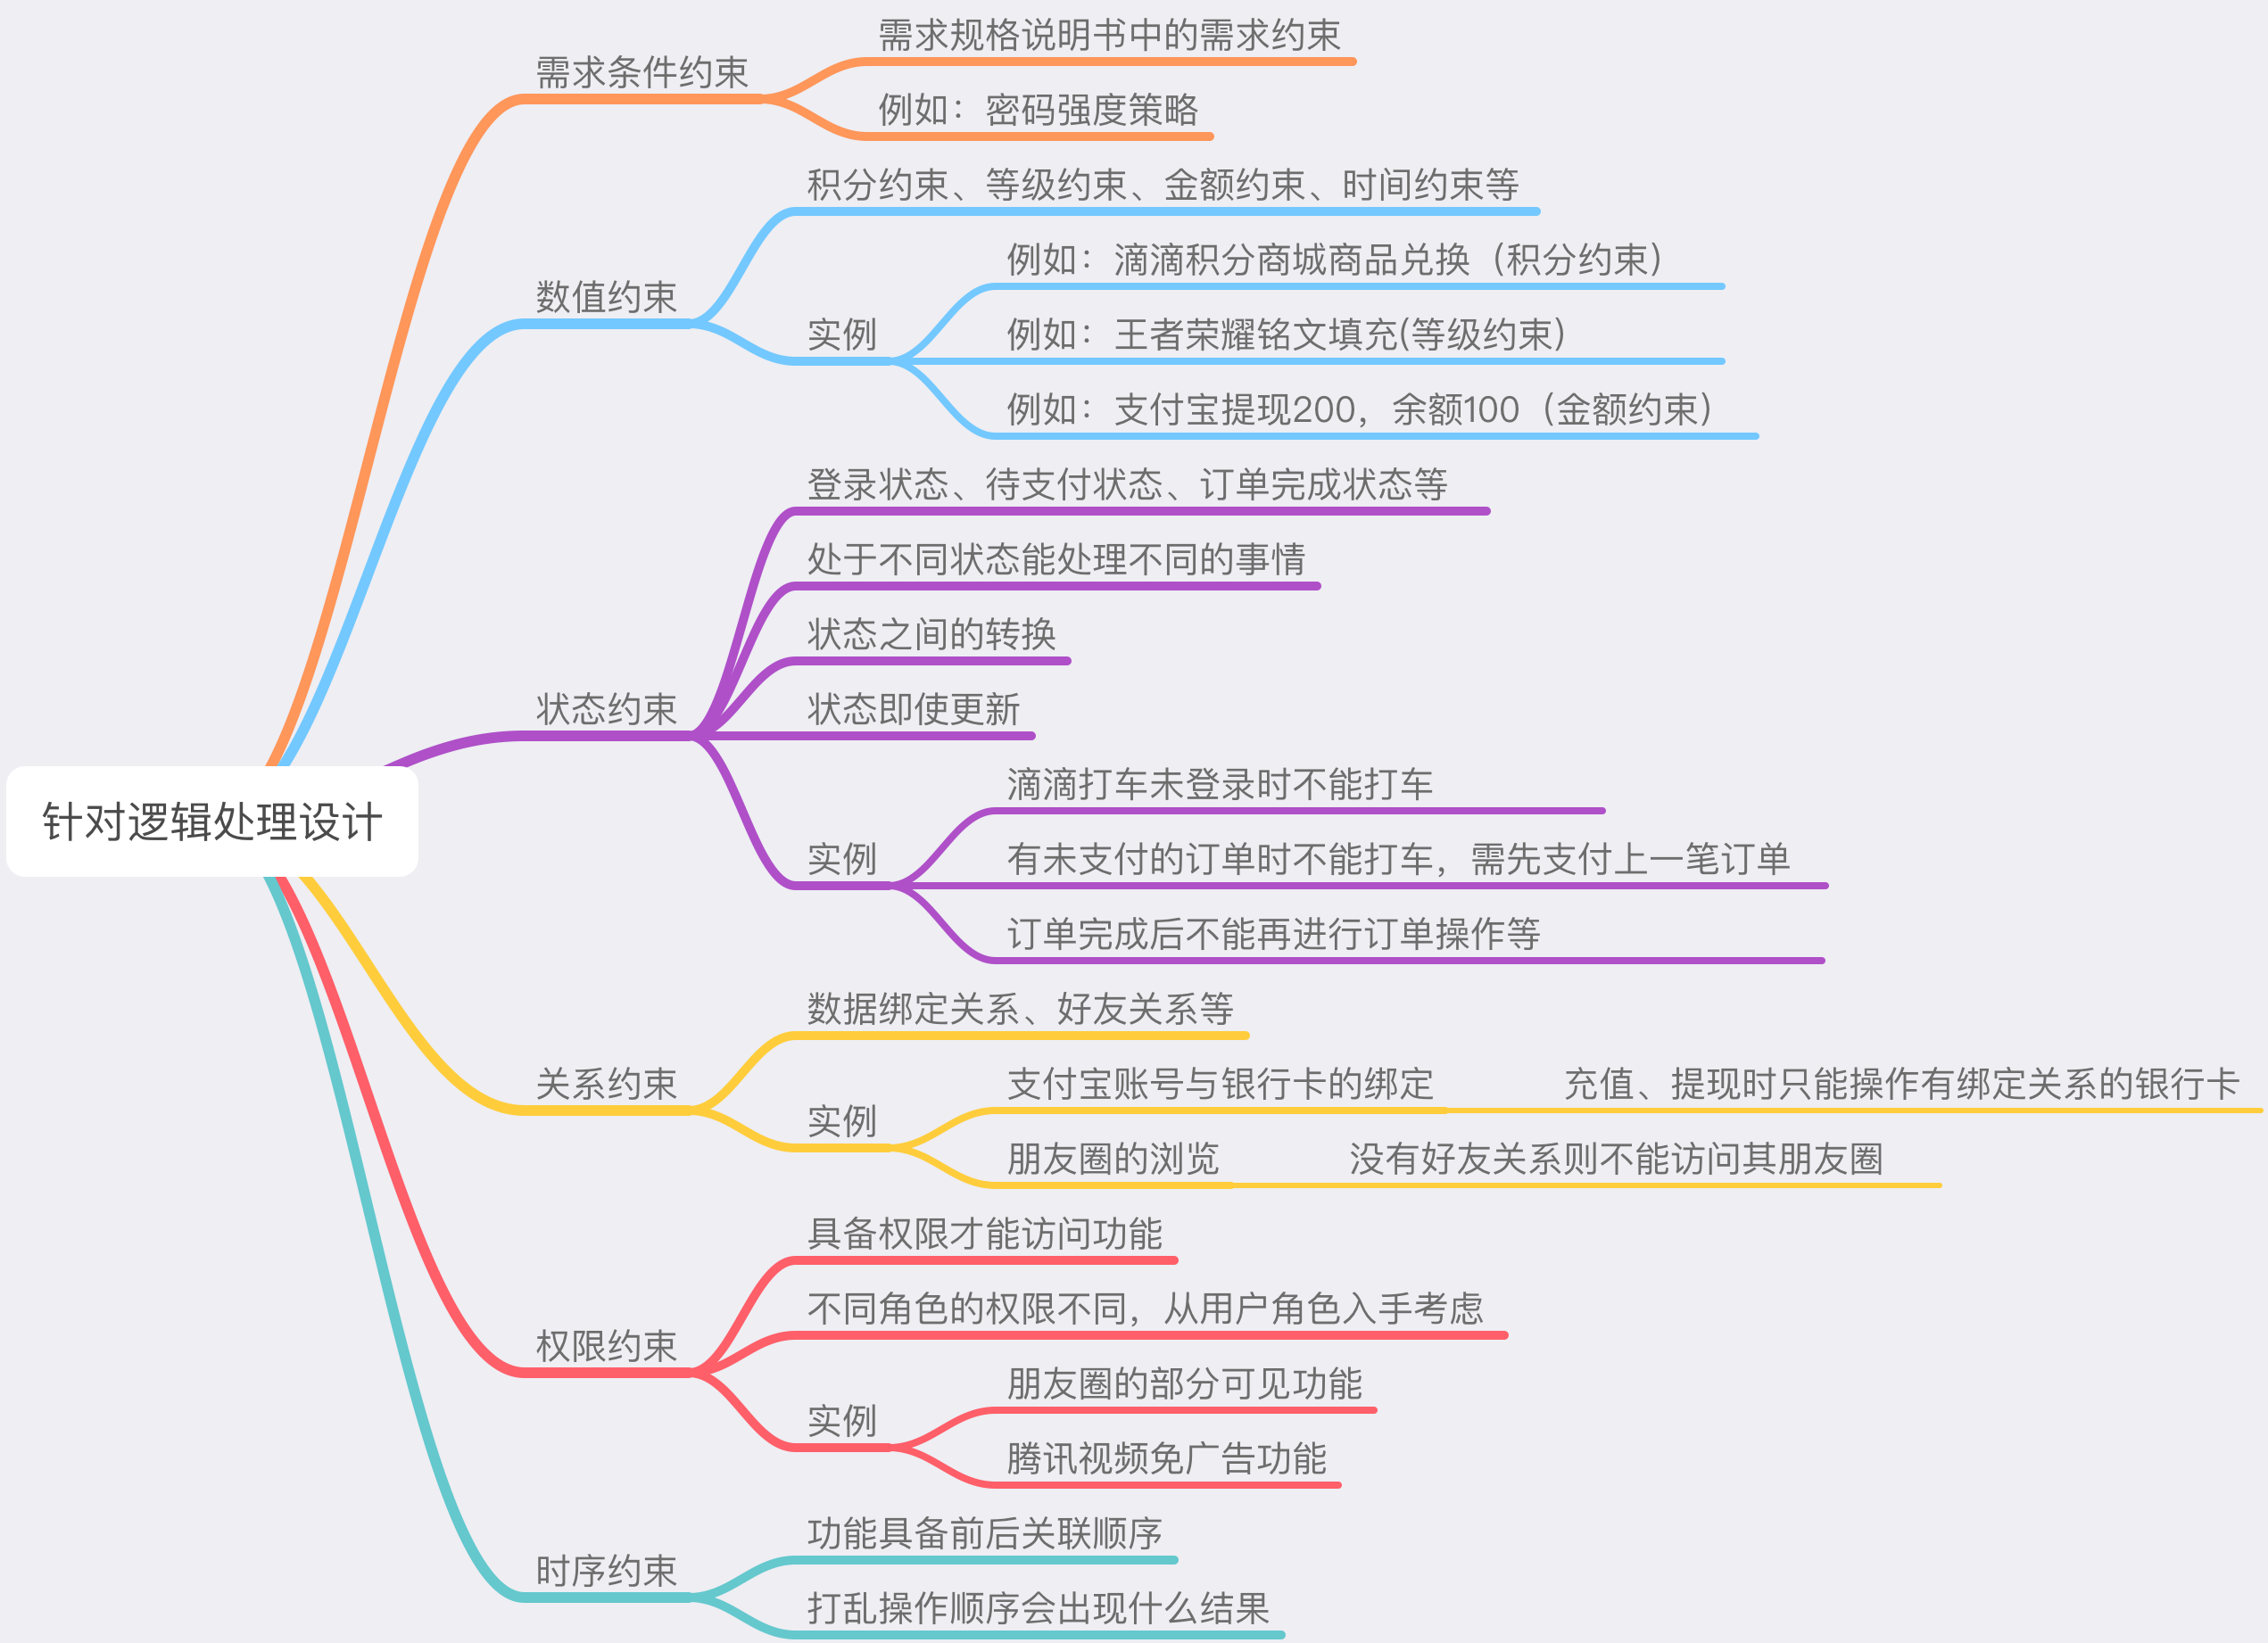 需求规格说明书中的需求约束
需求条件约束
例如：密码强度策略
积分约束、等级约束、金额约束、时间约束等
例如：滴滴积分商城商品兑换（积分约束）
数值约束
实例
例如：王者荣耀铭文填充(等级约束)
例如：支付宝提现200，余额100（金额约束）
登录状态、待支付状态、订单完成状态等
处于不同状态能处理不同的事情
状态之间的转换
状态约束
状态即使更新
滴滴打车未登录时不能打车
针对逻辑处理设计
实例
有未支付的订单时不能打车，需先支付上一笔订单
订单完成后不能再进行订单操作等
数据绑定关系、好友关系等
关系约束
支付宝账号与银行卡的绑定
充值、提现时只能操作有绑定关系的银行卡
实例
朋友圈的浏览
没有好友关系则不能访问其朋友圈
具备权限才能访问功能
不同角色的权限不同，从用户角色入手考虑
权限约束
朋友圈的部分可见功能
实例
腾讯视频免广告功能
功能具备前后关联顺序
时序约束
打乱操作顺序会出现什么结果